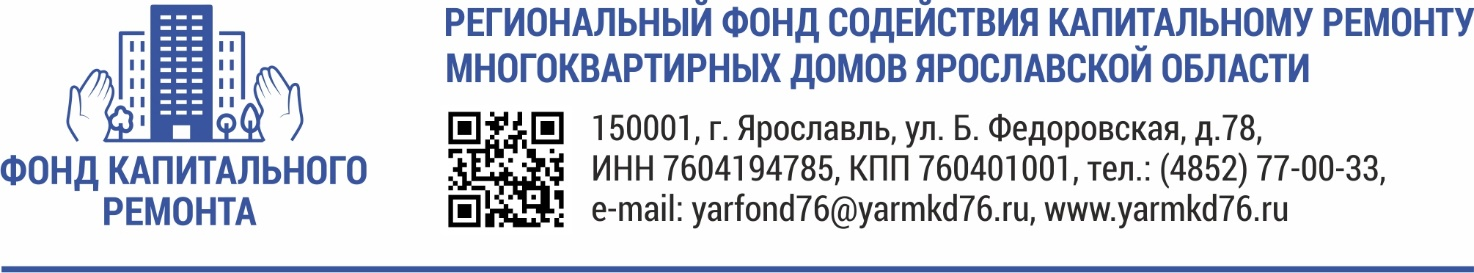 РЕГИОНАЛЬНЫЙ ФОНД СОДЕЙСТВИЯ КАПИТАЛЬНОМУ РЕМОНТУ
МНОГОКВАРТИРНЫХ ДОМОВ ЯРОСЛАВСКОЙ ОБЛАСТИ
150001, г. Ярославль, ул. Б. Федоровская, д.78,
ИНН 7604194785, КПП 760401001, тел.: (4852) 77-00-33,
e-mail: yarfond76@yarmkd76.ru, www.yarmkd76.ru
ФОНД КАПИТАЛЬНОГО
РЕМОНТА